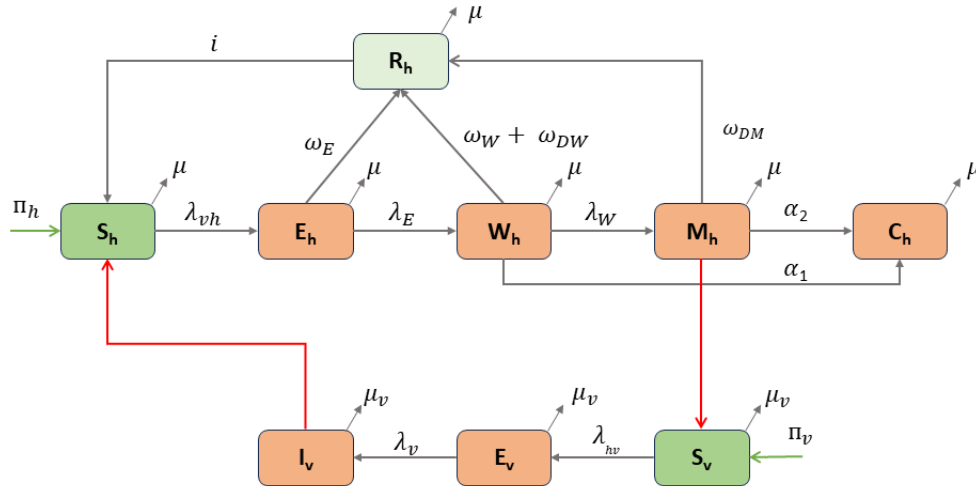 μ
i
R_h
ω_E
ω_W + ω_DW
ω_DM
μ
μ
μ
μ
μ
Π_h
S_h
λ_vh
E_h
λ_E
W_h
λ_W
M_h
α_2
C_h
α_1
μ_v
μ_v
μ_v
I_v
λ_v
E_v
λ_hv
S_v
Π_v